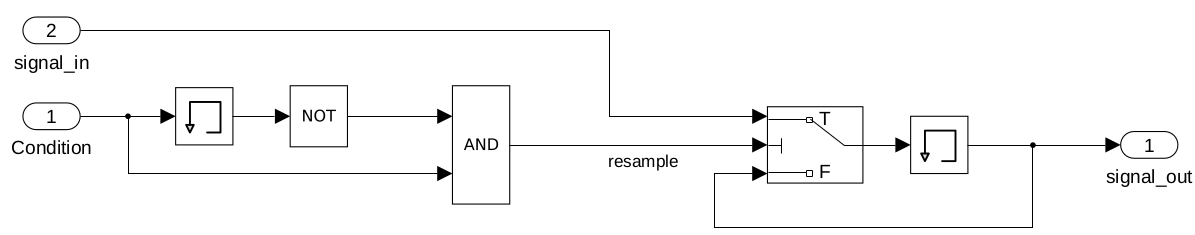 2
signal_in
1
Condition
NOT
AND
resample
T
F
1
signal_out